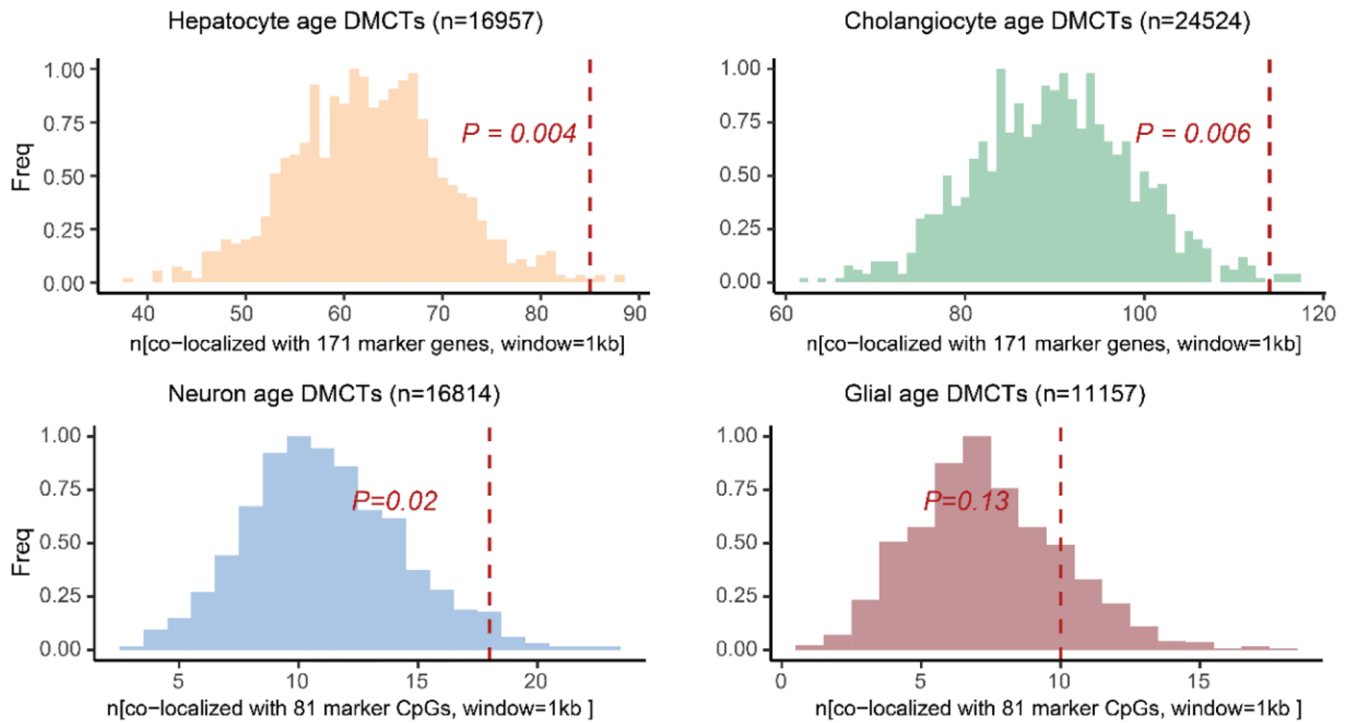 Hepatocyte age DMCTs (n=16957)
Cholangiocyte age DMCTs (n=24524)
Freq
1.00
0.75
0.50
0.25
0.00
P = 0.004
40 50 60 70 80 90
n[co-localized with 171 marker genes, window=1kb]
1.00
0.75
0.50
0.25
0.00
P = 0.006
60 80 100 120
n[co-localized with 171 marker genes, window=1kb]
Neuron age DMCTs (n=16814)
Glial age DMCTs (n=11157)
Freq
1.00
0.75
0.50
0.25
0.00
P=0.02
5 10 15 20
n[co-localized with 81 marker CpGs, window=1kb ]
1.00
0.75
0.50
0.25
0.00
P=0.13
0 5 10 15
n[co-localized with 81 marker CpGs, window=1kb ]